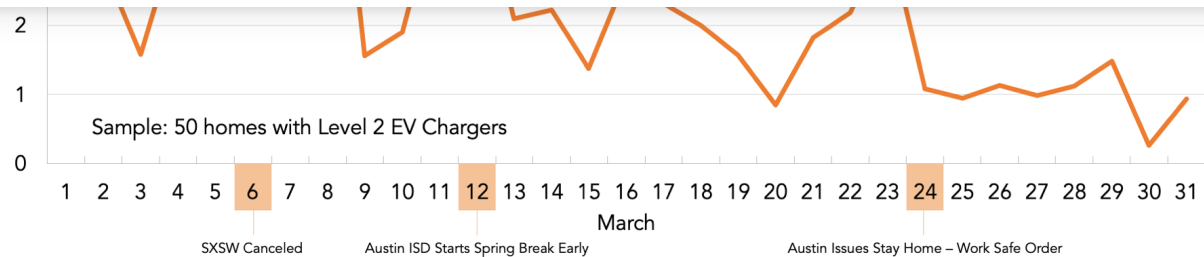 2
1
Sample: 50 homes with Level 2 EV Chargers
0
1 2 3 4 5 6 7 8 9 10 11 12 13 14 15 16 17 18 19 20 21 22 23 24 25 26 27 28 29 30 31
March
SXSW Canceled Austin ISD Starts Spring Break Early Austin Issues Stay Home – Work Safe Order